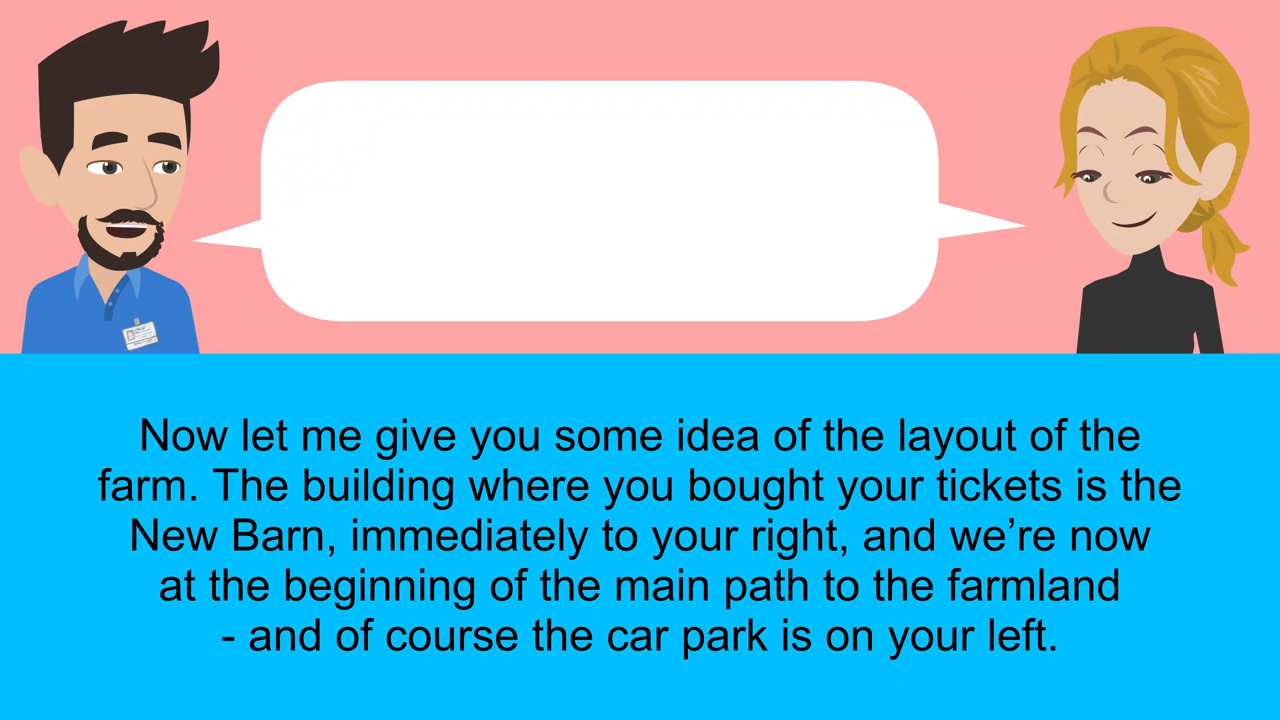 Now let me give you some idea of the layout of the
farm. The building where you bought your tickets is the
New Barn, immediately to your right, and we’re now
at the beginning of the main path to the farmland
- and of course the car park is on your left.